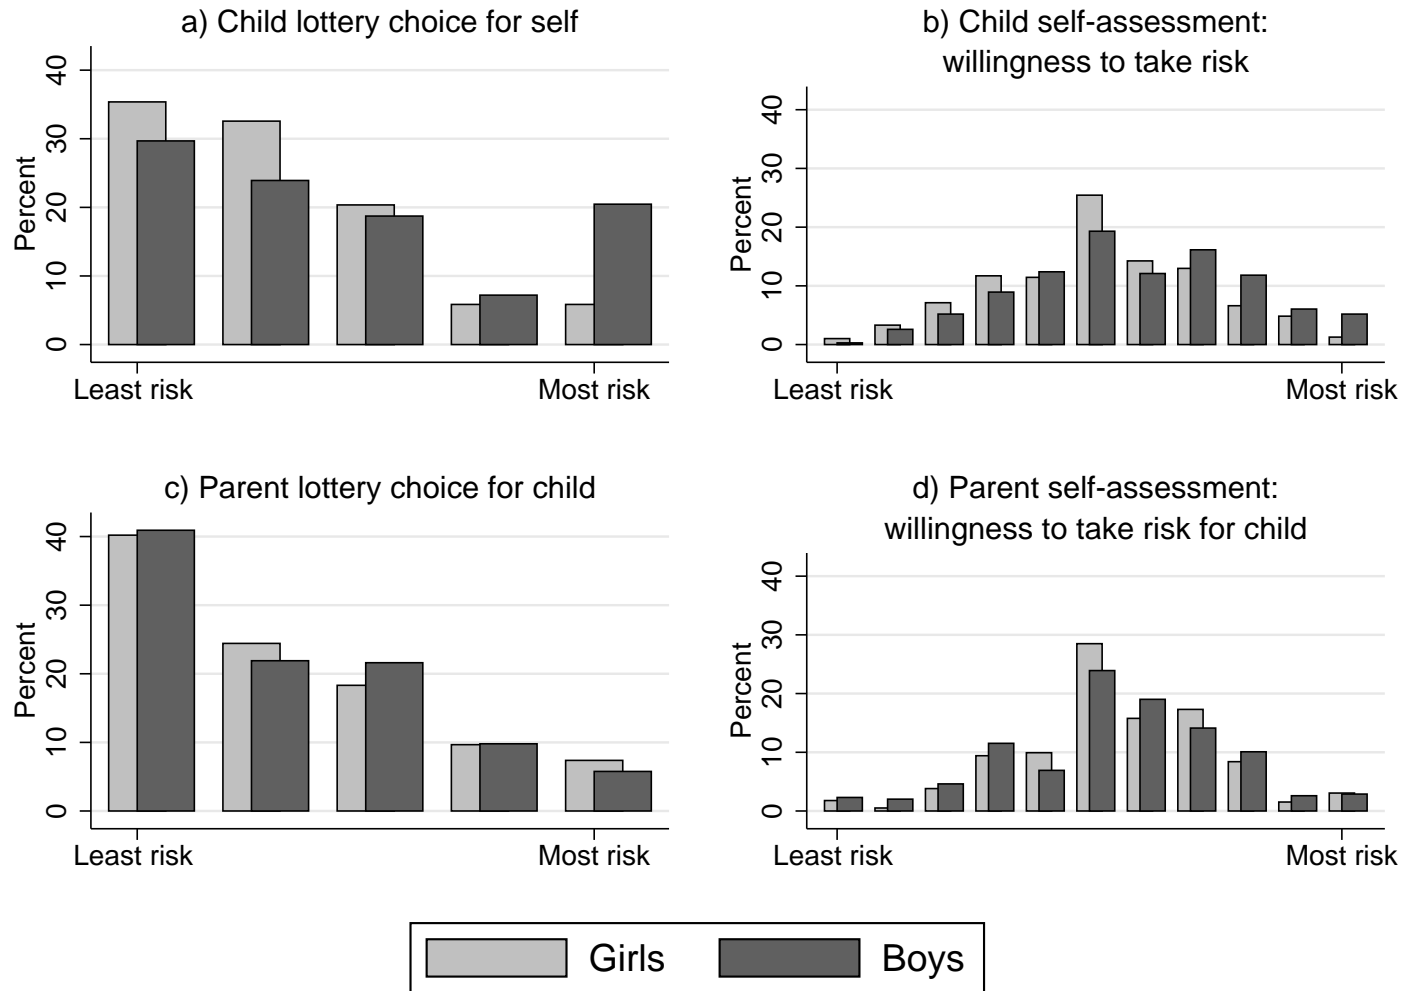 a) Child lottery choice for self
Percent
0
10
20
30
40
Least risk
Most risk
b) Child self-assessment:
willingness to take risk
Percent
0
10
20
30
40
Least risk
Most risk
c) Parent lottery choice for child
Percent
0
10
20
30
40
Least risk
Most risk
d) Parent self-assessment:
willingness to take risk for child
Percent
0
10
20
30
40
Least risk
Most risk
Girls
Boys